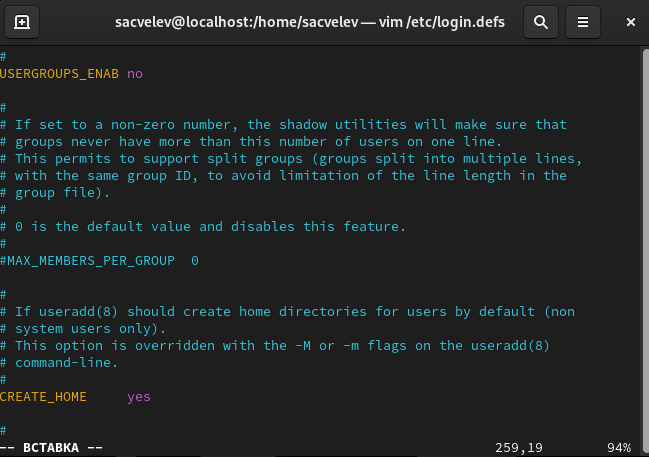 sacvelev@localhost:/home/sacvelev — vim /etc/login.defs
#
USERGROUPS_ENAB no
#
# If set to a non-zero number, the shadow utilities will make sure that
# groups never have more than this number of users on one line.
# This permits to support split groups (groups split into multiple lines,
# with the same group ID, to avoid limitation of the line length in the
# group file).
#
# 0 is the default value and disables this feature.
#
#MAX_MEMBERS_PER_GROUP  0
#
# If useradd(8) should create home directories for users by default (non
# system users only).
# This option is overridden with the -M or -m flags on the useradd(8)
# command-line.
#
CREATE_HOME     yes
#
-- ВСТАВКА -- 259,19 94%